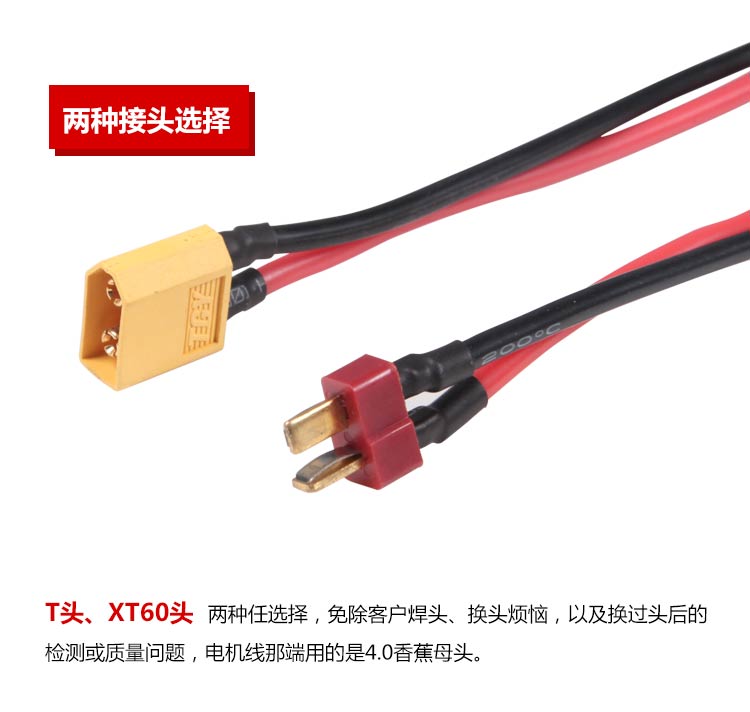 两种接头选择
200℃
T头、XT60头 两种任选择，免除客户焊头、换头烦恼，以及换过头后的
检测或质量问题，电机线那端用的是4.0香蕉母头。